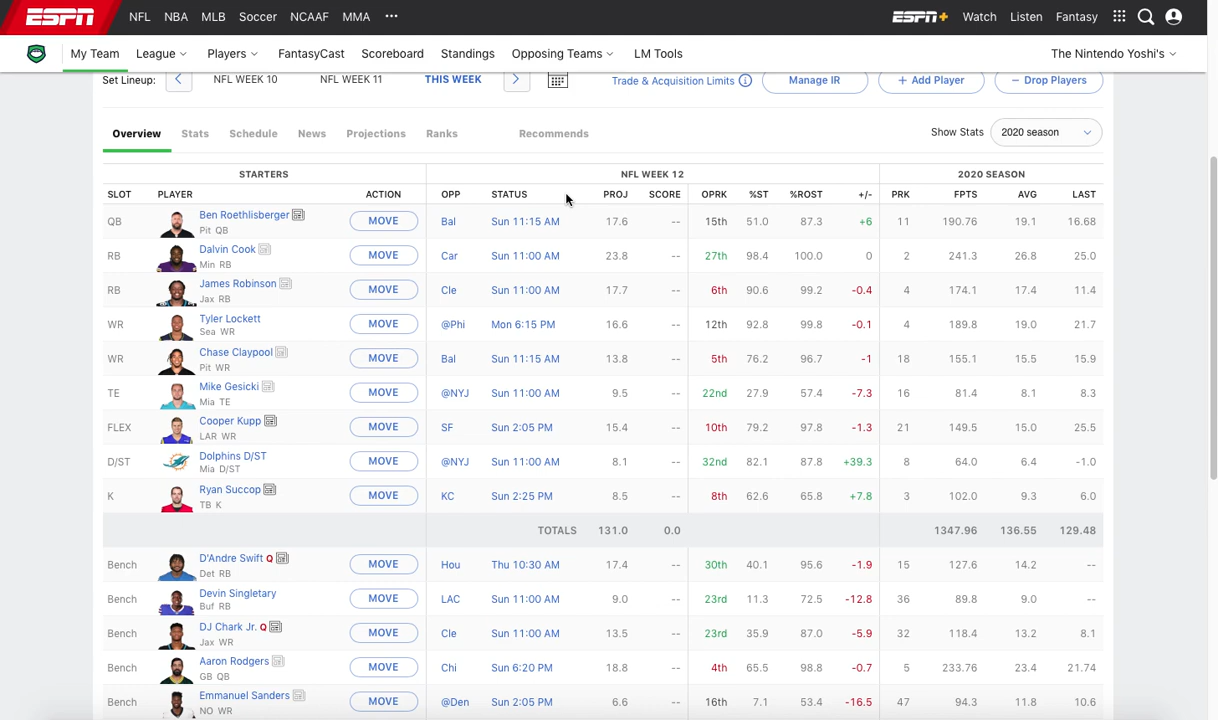 ESPN NFL NBA MLB Soccer NCAAF MMA ••• ESPN+ Watch Listen Fantasy
My Team League Players FantasyCast Scoreboard Standings Opposing Teams LM Tools The Nintendo Yoshi's
Set Lineup: NFL WEEK 10 NFL WEEK 11 THIS WEEK Trade & Acquisition Limits i Manage IR + Add Player − Drop Players
Overview Stats Schedule News Projections Ranks Recommends Show Stats 2020 season
STARTERS NFL WEEK 12 2020 SEASON
SLOT PLAYER ACTION OPP STATUS PROJ SCORE OPRK %ST %ROST +/- PRK FPTS AVG LAST
QB Ben Roethlisberger MOVE Bal Sun 11:15 AM 17.6 -- 15th 51.0 87.3 +6 11 190.76 19.1 16.68
Pit QB
RB Dalvin Cook MOVE Car Sun 11:00 AM 23.8 -- 27th 98.4 100.0 0 2 241.3 26.8 25.0
Min RB
RB James Robinson MOVE Cle Sun 11:00 AM 17.7 -- 6th 90.6 99.2 -0.4 4 174.1 17.4 11.4
Jax RB
WR Tyler Lockett MOVE @Phi Mon 6:15 PM 16.6 -- 12th 92.8 99.8 -0.1 4 189.8 19.0 21.7
Sea WR
WR Chase Claypool MOVE Bal Sun 11:15 AM 13.8 -- 5th 76.2 96.7 -1 18 155.1 15.5 15.9
Pit WR
TE Mike Gesicki MOVE @NYJ Sun 11:00 AM 9.5 -- 22nd 27.9 57.4 -7.3 16 81.4 8.1 8.3
Mia TE
FLEX Cooper Kupp MOVE SF Sun 2:05 PM 15.4 -- 10th 79.2 97.8 -1.3 21 149.5 15.0 25.5
LAR WR
D/ST Dolphins D/ST MOVE @NYJ Sun 11:00 AM 8.1 -- 32nd 82.1 87.8 +39.3 8 64.0 6.4 -1.0
Mia D/ST
K Ryan Succop MOVE KC Sun 2:25 PM 8.5 -- 8th 62.6 65.8 +7.8 3 102.0 9.3 6.0
TB K
TOTALS 131.0 0.0 1347.96 136.55 129.48
Bench D'Andre Swift Q MOVE Hou Thu 10:30 AM 17.4 -- 30th 40.1 95.6 -1.9 15 127.6 14.2 --
Det RB
Bench Devin Singletary MOVE LAC Sun 11:00 AM 9.0 -- 23rd 11.3 72.5 -12.8 36 89.8 9.0 --
Buf RB
Bench DJ Chark Jr. Q MOVE Cle Sun 11:00 AM 13.5 -- 23rd 35.9 87.0 -5.9 32 118.4 13.2 8.1
Jax WR
Bench Aaron Rodgers MOVE Chi Sun 6:20 PM 18.8 -- 4th 65.5 98.8 -0.7 5 233.76 23.4 21.74
GB QB
Bench Emmanuel Sanders MOVE @Den Sun 2:05 PM 6.6 -- 16th 7.1 53.4 -16.5 47 94.3 11.8 10.6
NO WR